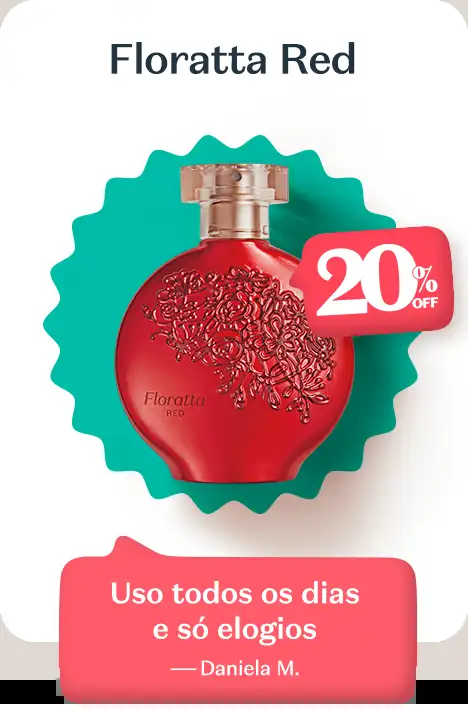 Floratta Red
20% OFF
Floratta
RED
Uso todos os dias
e só elogios
— Daniela M.